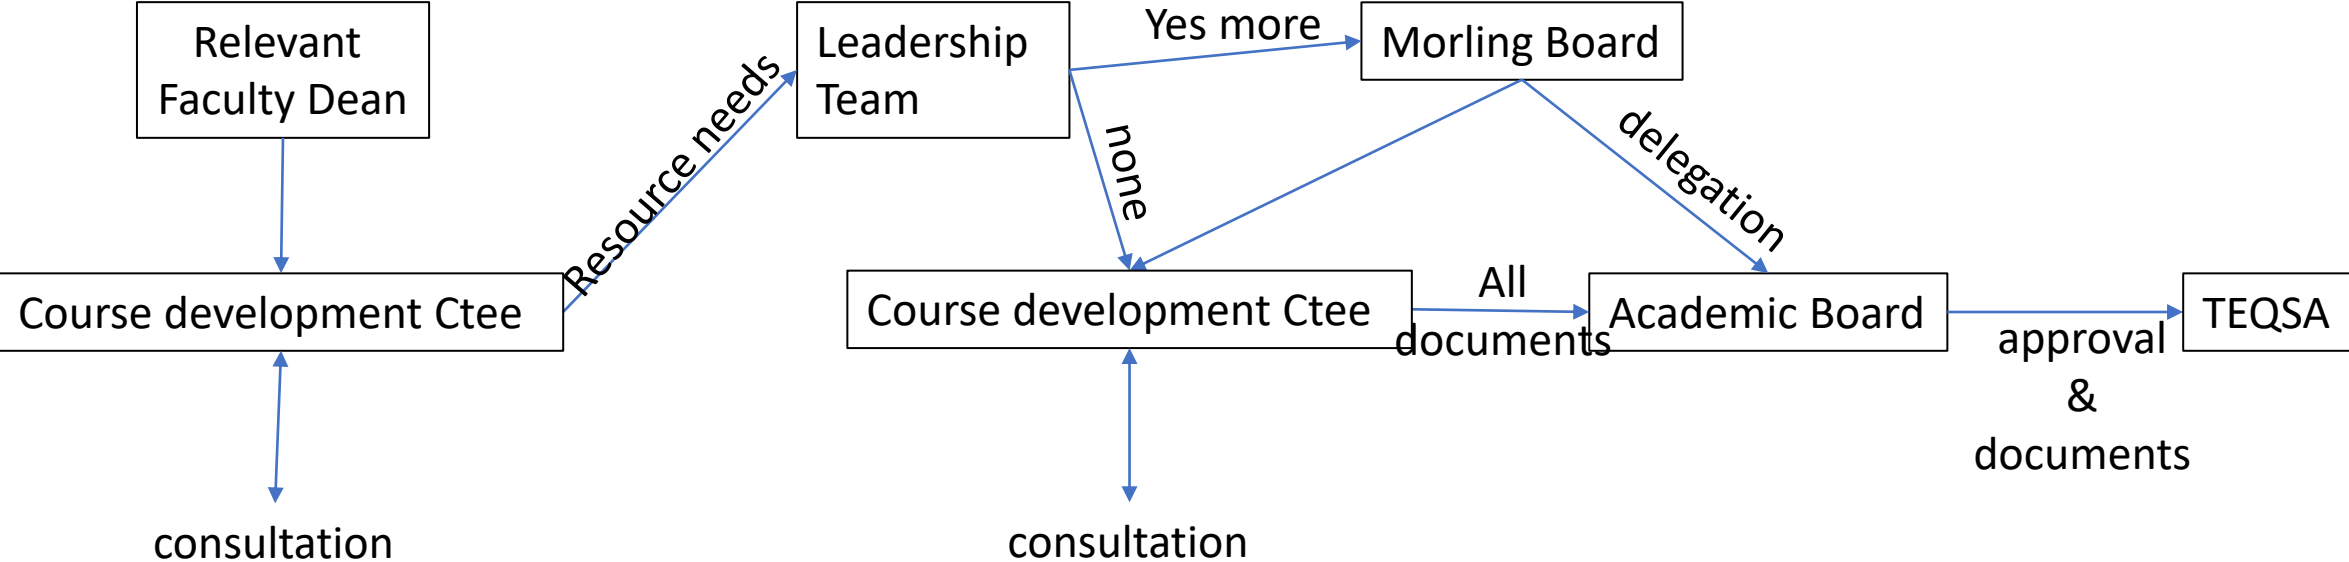 Relevant
Faculty Dean
Leadership
Team
Yes more
Morling Board
Resource needs
none
delegation
Course development Ctee
Course development Ctee
All
documents
Academic Board
approval
&
documents
TEQSA
consultation
consultation